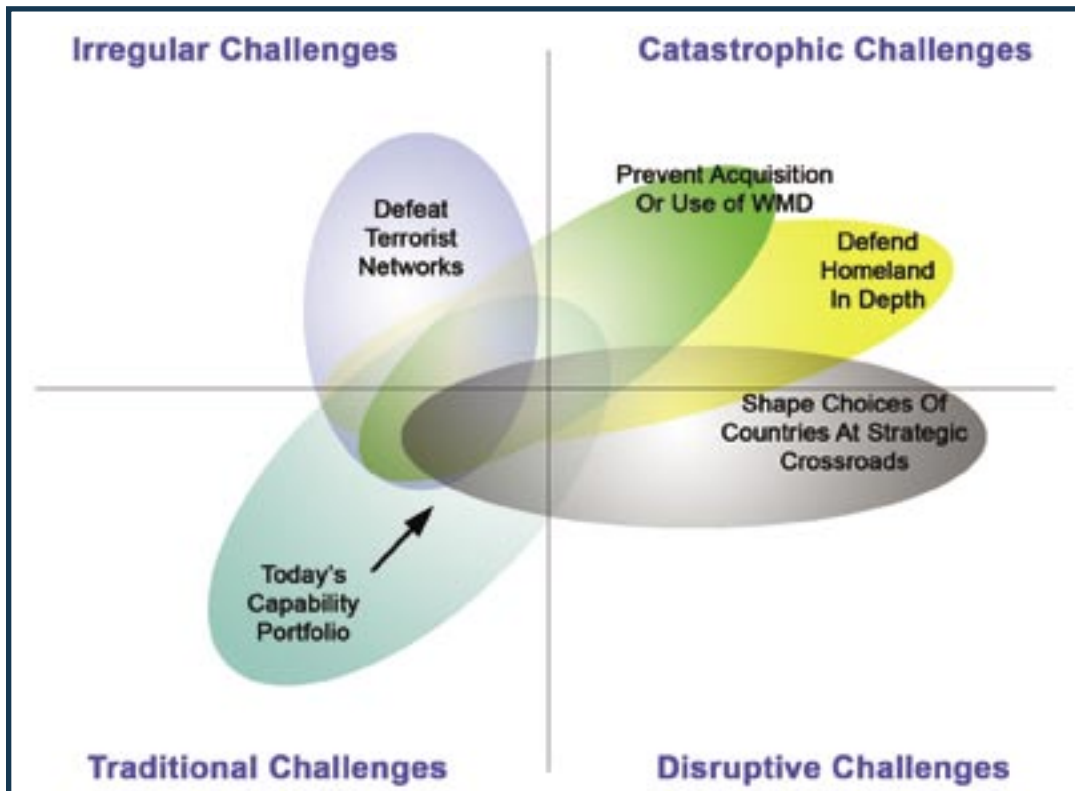 Irregular Challenges
Catastrophic Challenges
Defeat
Terrorist
Networks
Prevent Acquisition
Or Use of WMD
Defend
Homeland
In Depth
Shape Choices Of
Countries At Strategic
Crossroads
Today's
Capability
Portfolio
Traditional Challenges
Disruptive Challenges